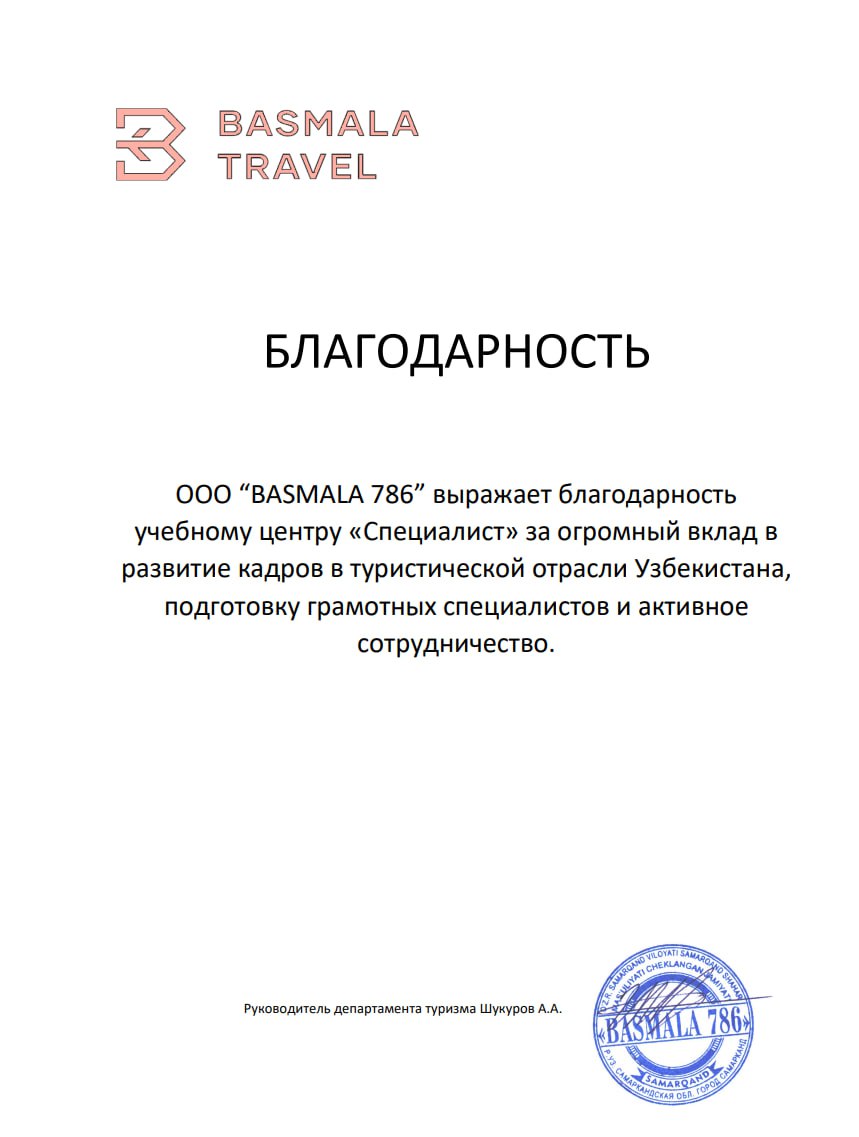 BASMALA
TRAVEL
БЛАГОДАРНОСТЬ
ООО “BASMALA 786” выражает благодарность
учебному центру «Специалист» за огромный вклад в
развитие кадров в туристической отрасли Узбекистана,
подготовку грамотных специалистов и активное
сотрудничество.
Руководитель департамента туризма Шукуров А.А.
O'Z.R. SAMARQAND VILOYATI SAMARQAND SHAHAR
MAS'ULIYATI CHEKLANGAN JAMIYATI
«BASMALA 786»
SAMARQAND
Р.УЗ. САМАРКАНДСКАЯ ОБЛ. ГОРОД САМАРКАНД